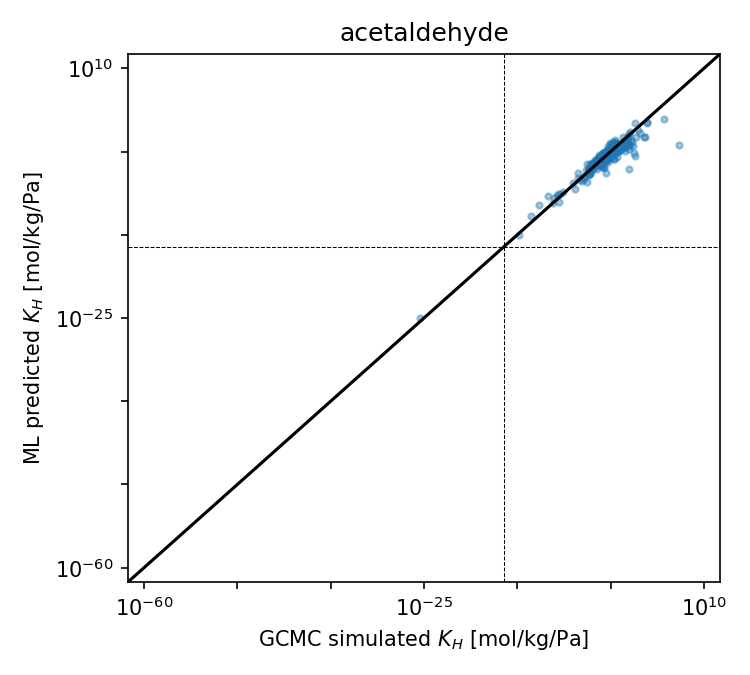 acetaldehyde
10^10
10^-25
10^-60
ML predicted K_H [mol/kg/Pa]
10^-60
10^-25
10^10
GCMC simulated K_H [mol/kg/Pa]